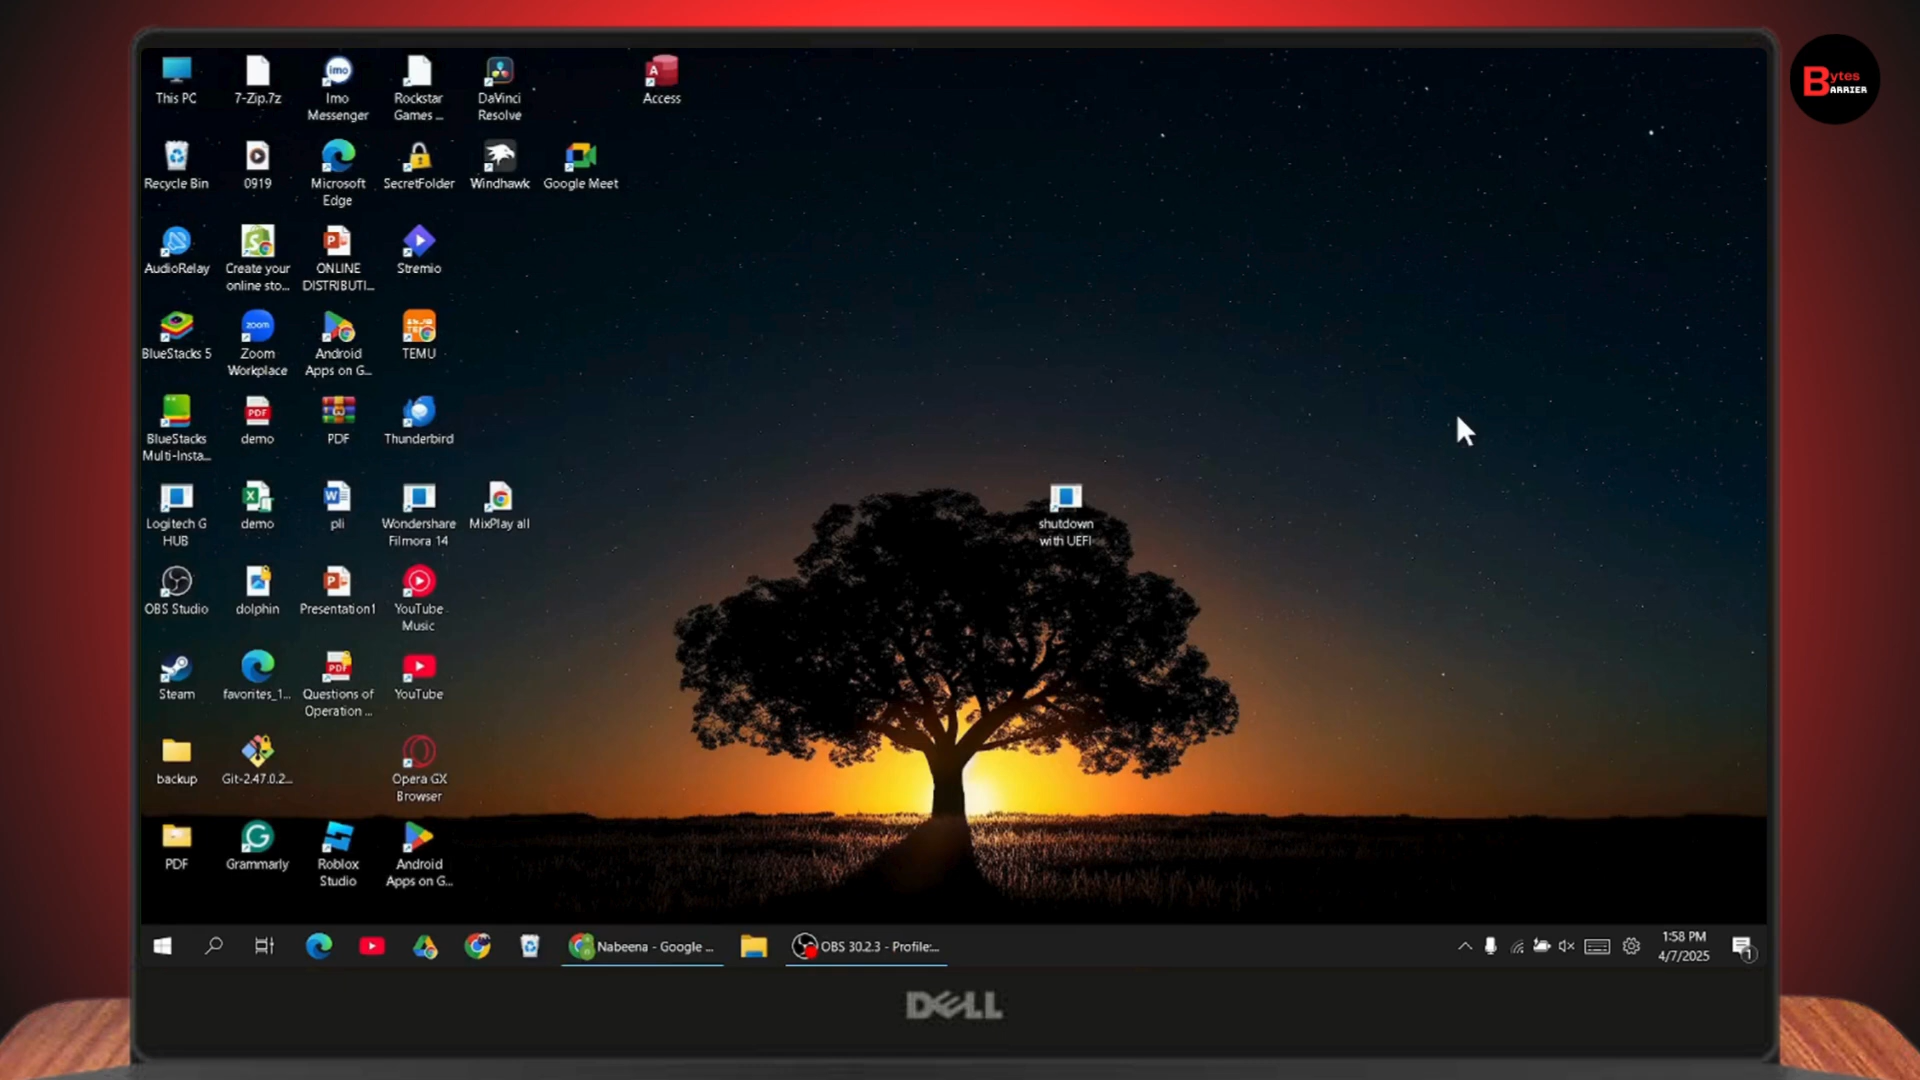 Bytes
Barrier
This PC
7-Zip.7z
Imo
Messenger
Rockstar
Games ...
DaVinci
Resolve
Access
Recycle Bin
0919
Microsoft
Edge
SecretFolder
Windhawk
Google Meet
AudioRelay
Create your
online sto...
ONLINE
DISTRIBUTI...
Stremio
BlueStacks 5
zoom
Zoom
Workplace
Android
Apps on G...
TEMU
BlueStacks
Multi-Insta...
PDF
demo
PDF
Thunderbird
Logitech G
HUB
demo
pli
Wondershare
Filmora 14
MixPlay all
shutdown
with UEFI
OBS Studio
dolphin
Presentation1
YouTube
Music
Steam
favorites_1...
PDF
Questions of
Operation ...
YouTube
backup
Git-2.47.0.2...
Opera GX
Browser
PDF
Grammarly
Roblox
Studio
Android
Apps on G...
Nabeena - Google ...
OBS 30.2.3 - Profile:...
1:58 PM
4/7/2025
1
DELL